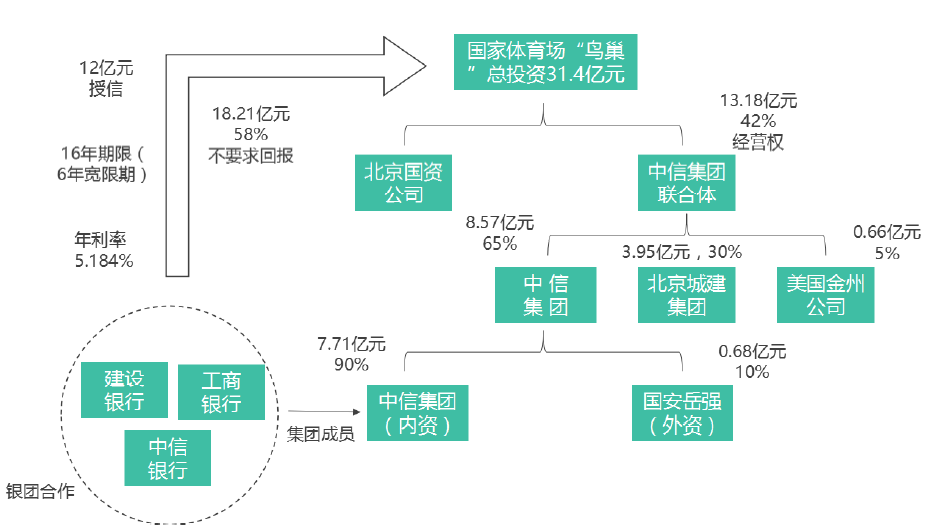 国家体育场“鸟巢
”总投资31.4亿元
12亿元
授信
18.21亿元
58%
不要求回报
13.18亿元
42%
经营权
16年期限（
6年宽限期）
北京国资
公司
中信集团
联合体
年利率
5.184%
8.57亿元
65%
3.95亿元，30%
0.66亿元
5%
中 信
集 团
北京城建
集团
美国金州
公司
7.71亿元
90%
0.68亿元
10%
建设
银行
工商
银行
中信
银行
集团成员
中信集团
（内资）
国安岳强
（外资）
银团合作